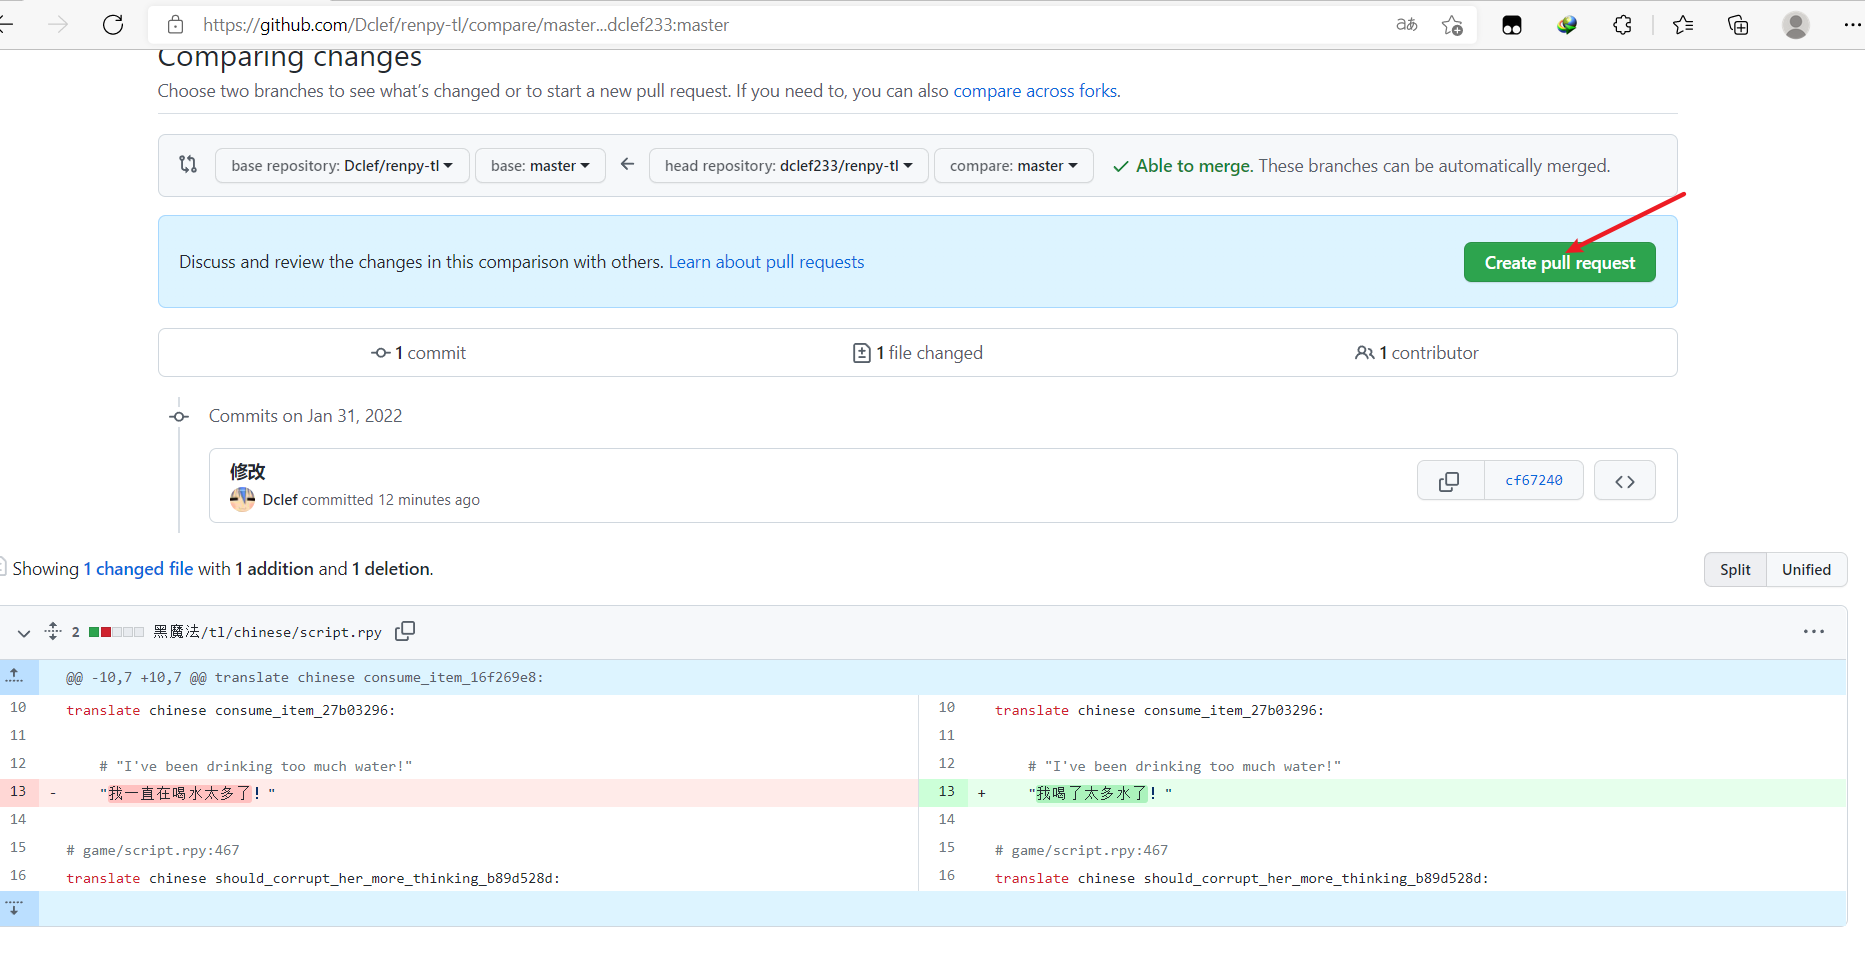 https://github.com/Dclef/renpy-tl/compare/master...dclef233:master
aあ
Comparing changes
Choose two branches to see what’s changed or to start a new pull request. If you need to, you can also compare across forks.
base repository: Dclef/renpy-tl base: master head repository: dclef233/renpy-tl compare: master Able to merge. These branches can be automatically merged.
Discuss and review the changes in this comparison with others. Learn about pull requests
Create pull request
1 commit
1 file changed
1 contributor
Commits on Jan 31, 2022
修改
Dclef committed 12 minutes ago
cf67240
Showing 1 changed file with 1 addition and 1 deletion.
Split Unified
2 黑魔法/tl/chinese/script.rpy
@@ -10,7 +10,7 @@ translate chinese consume_item_16f269e8:
10 translate chinese consume_item_27b03296: 10 translate chinese consume_item_27b03296:
11 11
12 # "I've been drinking too much water!" 12 # "I've been drinking too much water!"
13 - "我一直在喝水太多了！" 13 + "我喝了太多水了！"
14 14
15 # game/script.rpy:467 15 # game/script.rpy:467
16 translate chinese should_corrupt_her_more_thinking_b89d528d: 16 translate chinese should_corrupt_her_more_thinking_b89d528d: